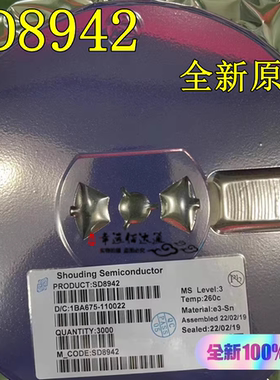 SD8942
全新原
Shouding Semiconductor
PRODUCT:SD8942
D/C:1BA675-110022
QUANTITY:3000
M_CODE:SD8942
MS Level:3
Temp:260c
Material:e3-Sn
Assembled 22/02/19
Sealed:22/02/19
全新100%